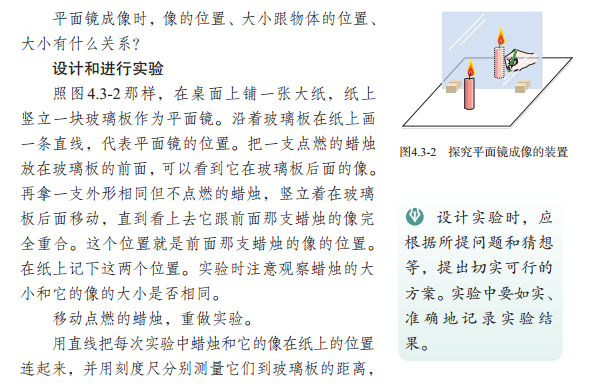 平面镜成像时，像的位置、大小跟物体的位置、
大小有什么关系？
设计和进行实验
照图4.3-2那样，在桌面上铺一张大纸，纸上
竖立一块玻璃板作为平面镜。沿着玻璃板在纸上画
一条直线，代表平面镜的位置。把一支点燃的蜡烛
放在玻璃板的前面，可以看到它在玻璃板后面的像。
再拿一支外形相同但不点燃的蜡烛，竖立着在玻璃
板后面移动，直到看上去它跟前面那支蜡烛的像完
全重合。这个位置就是前面那支蜡烛的像的位置。
在纸上记下这两个位置。实验时注意观察蜡烛的大
小和它的像的大小是否相同。
移动点燃的蜡烛，重做实验。
用直线把每次实验中蜡烛和它的像在纸上的位置
连起来，并用刻度尺分别测量它们到玻璃板的距离，
图4.3-2 探究平面镜成像的装置
设计实验时，应
根据所提问题和猜想
等，提出切实可行的
方案。实验中要如实、
准确地记录实验结
果。